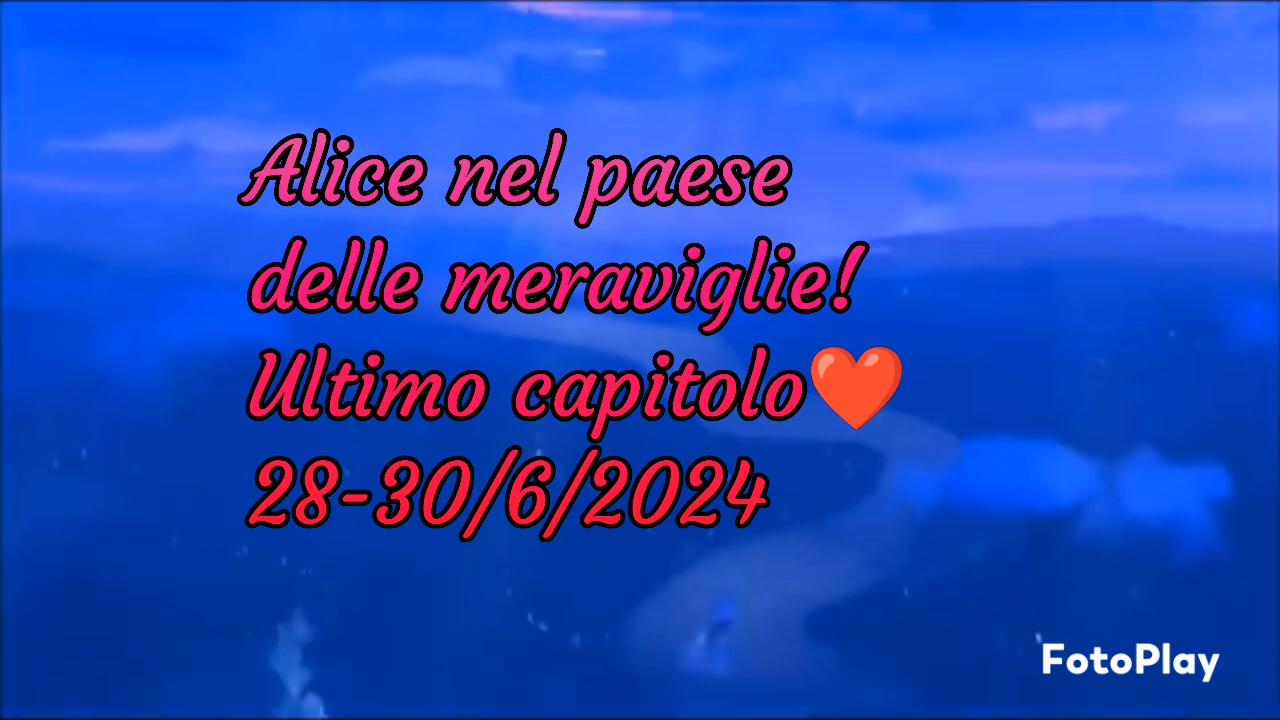 Alice nel paese
delle meraviglie!
Ultimo capitolo❤️
28-30/6/2024
FotoPlay